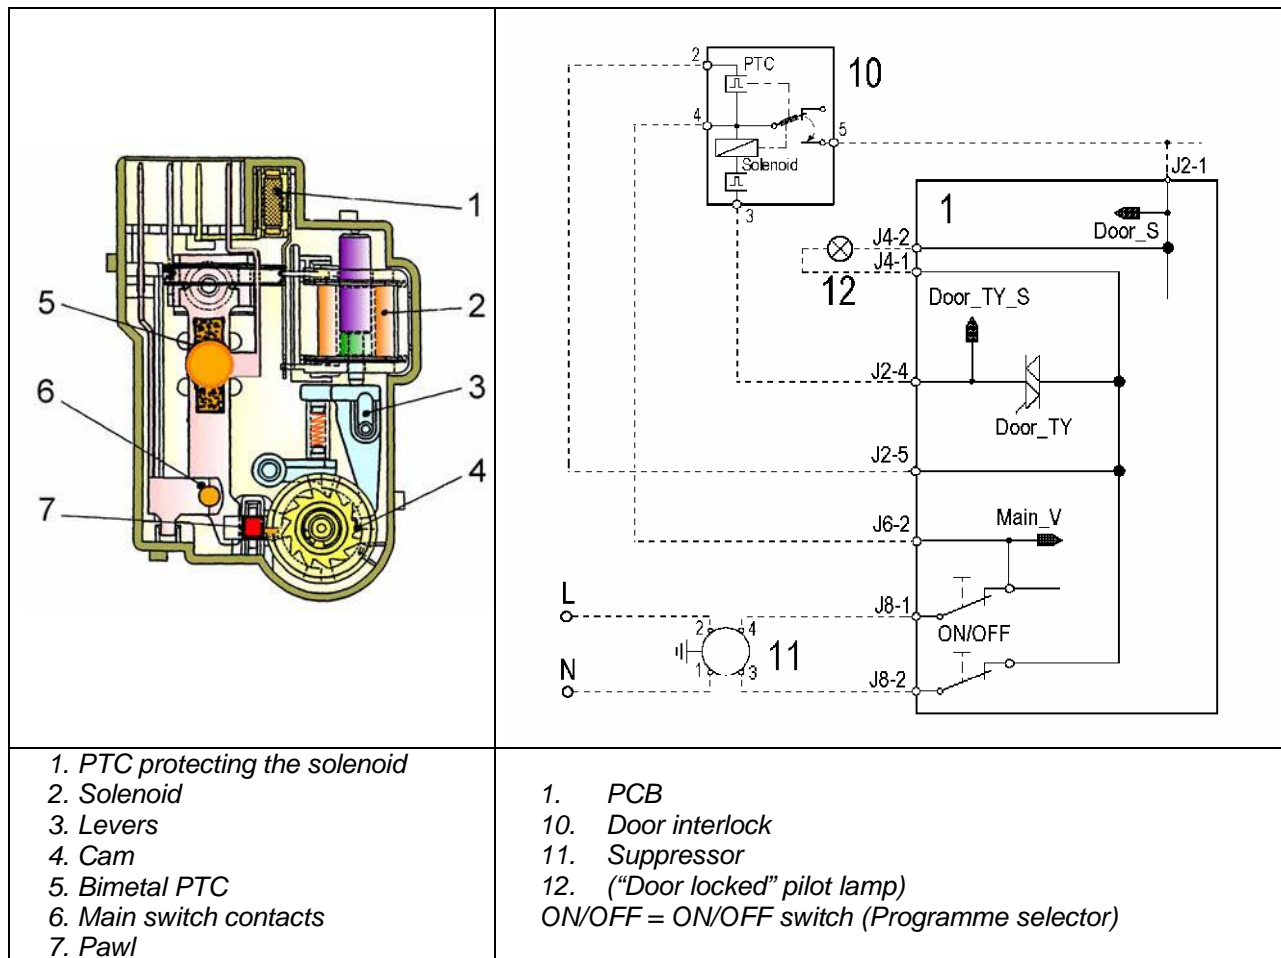 1
2
3
4
5
6
7
2
PTC
10
4
5
Solenoid
3
J2-1
1
Door_S
J4-2
J4-1
12
Door_TY_S
J2-4
Door_TY
J2-5
J6-2
Main_V
L
J8-1
ON/OFF
2
4
11
N
1
3
J8-2
1. PTC protecting the solenoid
2. Solenoid
3. Levers
4. Cam
5. Bimetal PTC
6. Main switch contacts
7. Pawl
1. PCB
10. Door interlock
11. Suppressor
12. (“Door locked” pilot lamp)
ON/OFF = ON/OFF switch (Programme selector)